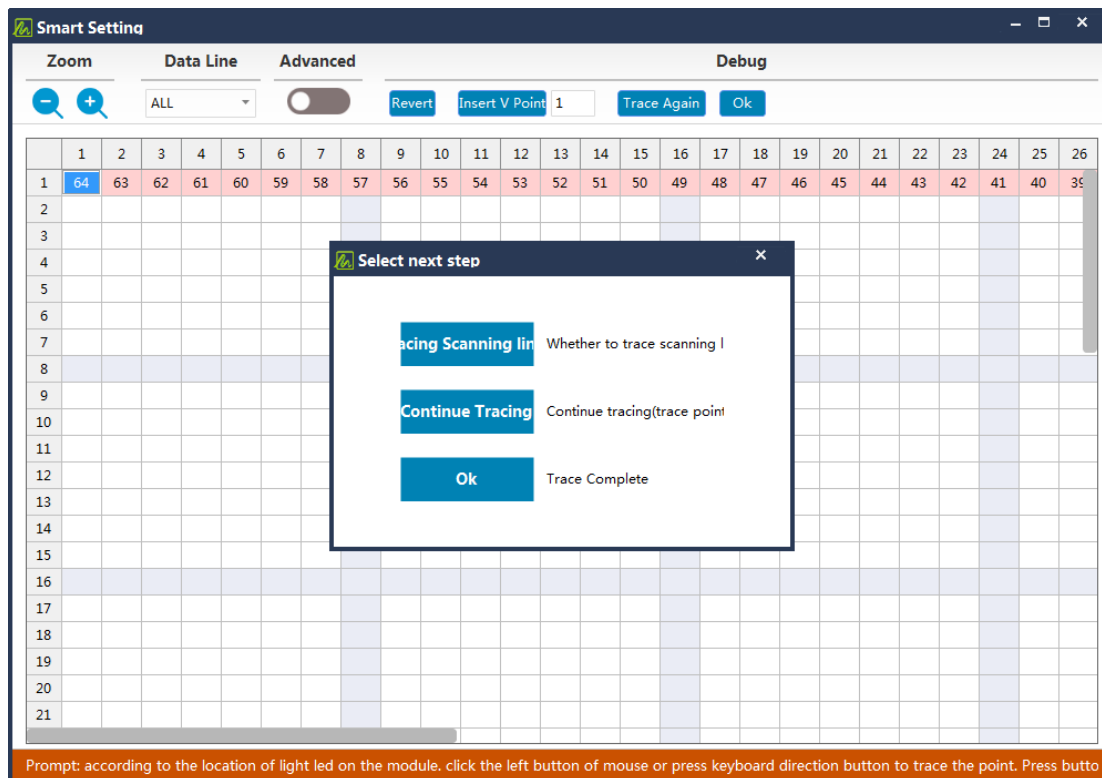 Smart Setting
Zoom Data Line Advanced Debug
ALL Revert Insert V Point 1 Trace Again Ok
1 2 3 4 5 6 7 8 9 10 11 12 13 14 15 16 17 18 19 20 21 22 23 24 25 26
1 64 63 62 61 60 59 58 57 56 55 54 53 52 51 50 49 48 47 46 45 44 43 42 41 40 39
2
3
4
Select next step
5
6
7
acing Scanning lin Whether to trace scanning l
8
9
10
Continue Tracing Continue tracing(trace point
11
12
Ok Trace Complete
13
14
15
16
17
18
19
20
21
Prompt: according to the location of light led on the module. click the left button of mouse or press keyboard direction button to trace the point. Press butto